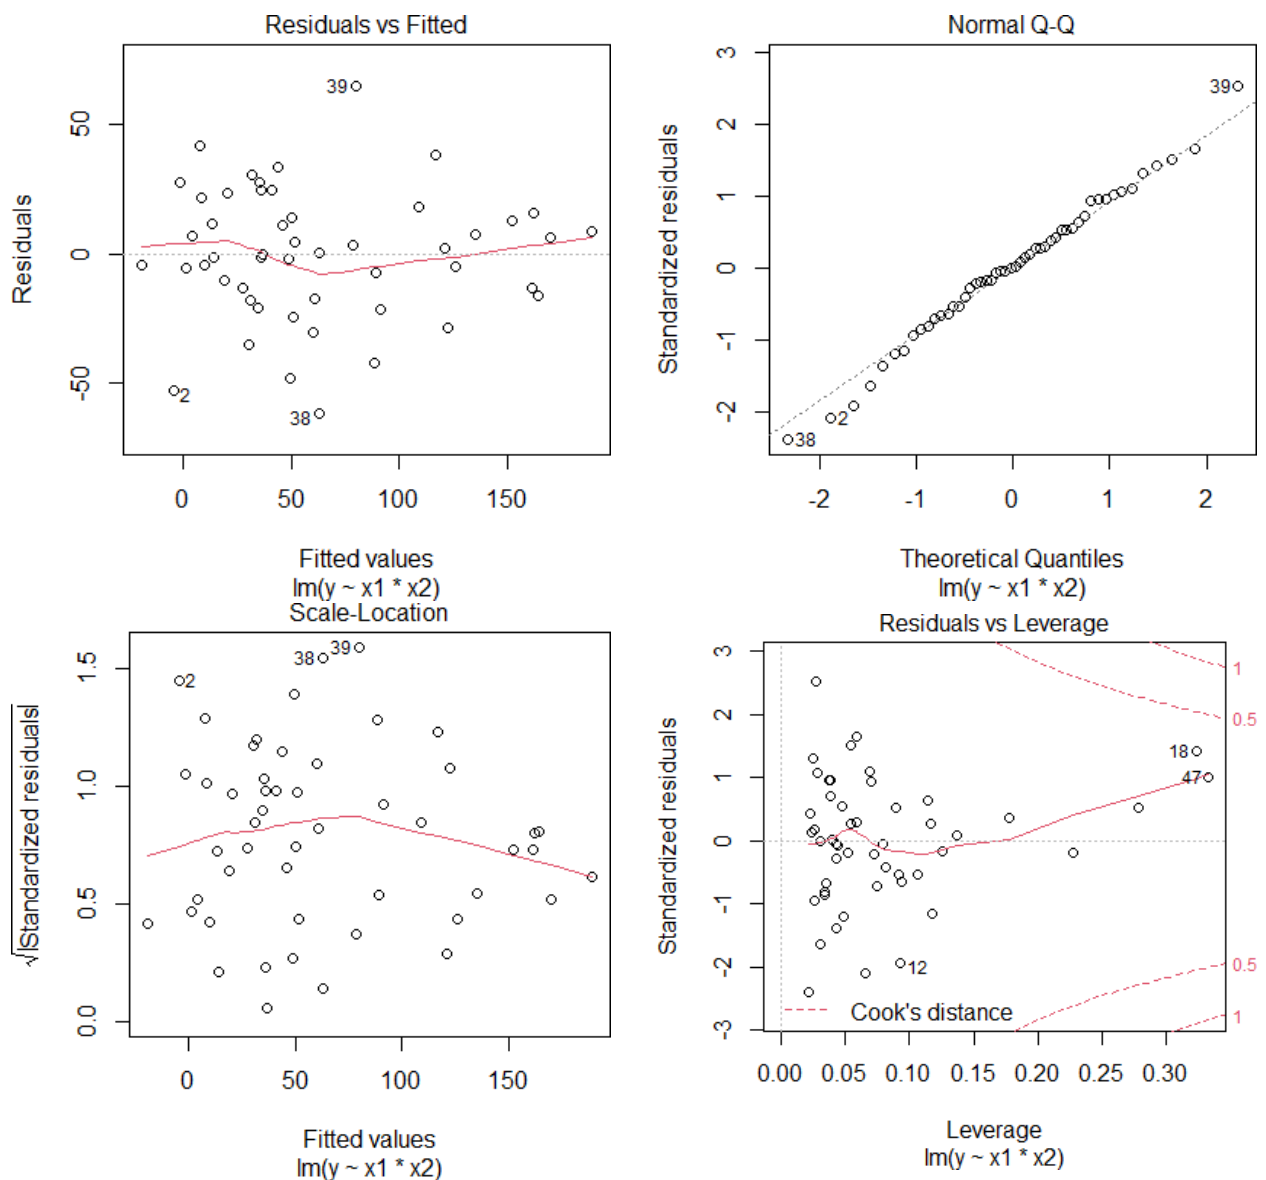 Residuals vs Fitted
Residuals
50
0
-50
39
2
38
0 50 100 150
Fitted values
lm(y ~ x1 * x2)
Normal Q-Q
Standardized residuals
3
2
1
0
-1
-2
39
2
38
-2 -1 0 1 2
Theoretical Quantiles
lm(y ~ x1 * x2)
Scale-Location
√|Standardized residuals|
1.5
1.0
0.5
0.0
2
38
39
0 50 100 150
Fitted values
lm(y ~ x1 * x2)
Residuals vs Leverage
Standardized residuals
3
2
1
0
-1
-2
-3
1
0.5
18
47
12
0.5
1
Cook's distance
0.00 0.05 0.10 0.15 0.20 0.25 0.30
Leverage
lm(y ~ x1 * x2)